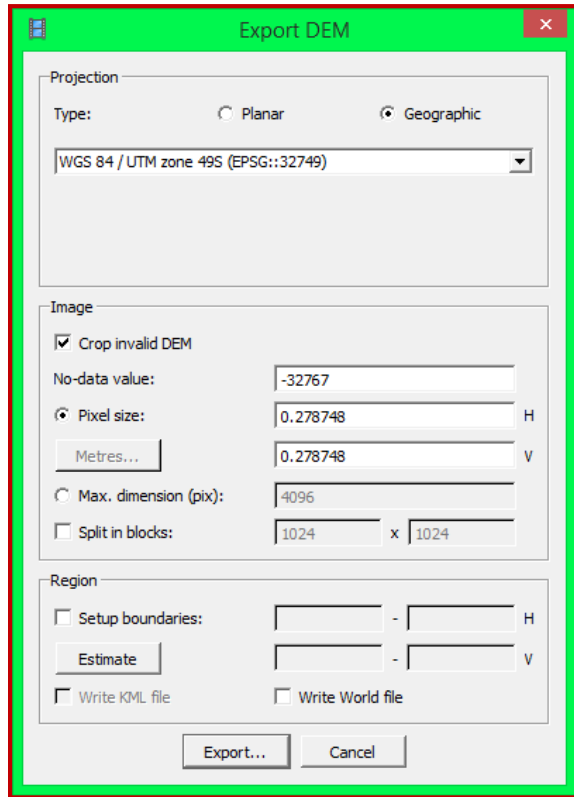 Export DEM
Projection
Type: Planar Geographic
WGS 84 / UTM zone 49S (EPSG::32749)
Image
Crop invalid DEM
No-data value: -32767
Pixel size: 0.278748 H
Metres... 0.278748 V
Max. dimension (pix): 4096
Split in blocks: 1024 x 1024
Region
Setup boundaries: - H
Estimate - V
Write KML file Write World file
Export... Cancel